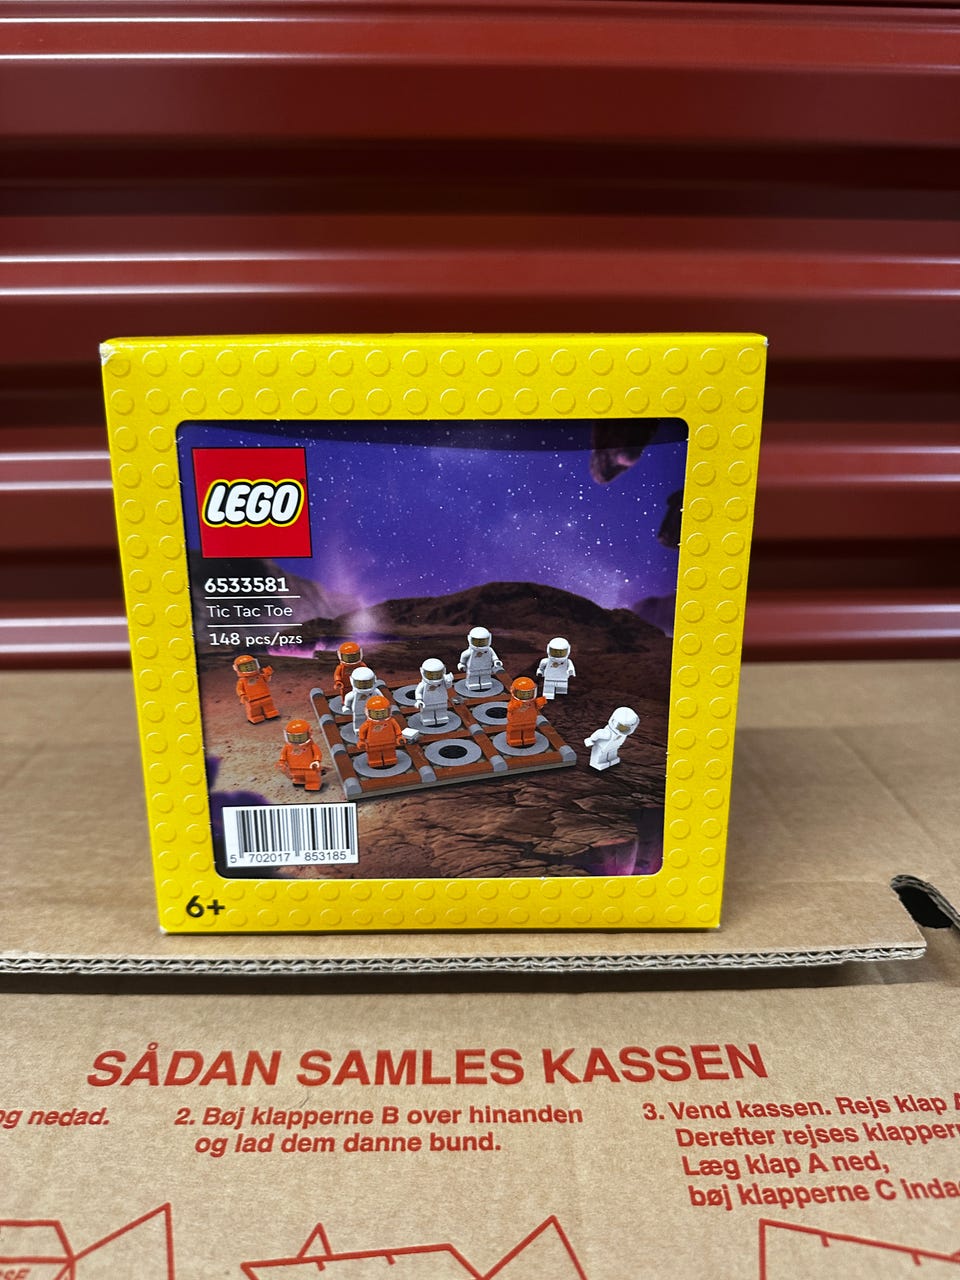 LEGO
6533581
Tic Tac Toe
148 pcs/pzs
5 702017 853185
6+
SÅDAN SAMLES KASSEN
og nedad.
2. Bøj klapperne B over hinanden
og lad dem danne bund.
3. Vend kassen. Rejs klap A
Derefter rejses
Læg klap A ned,
bøj klapperne C